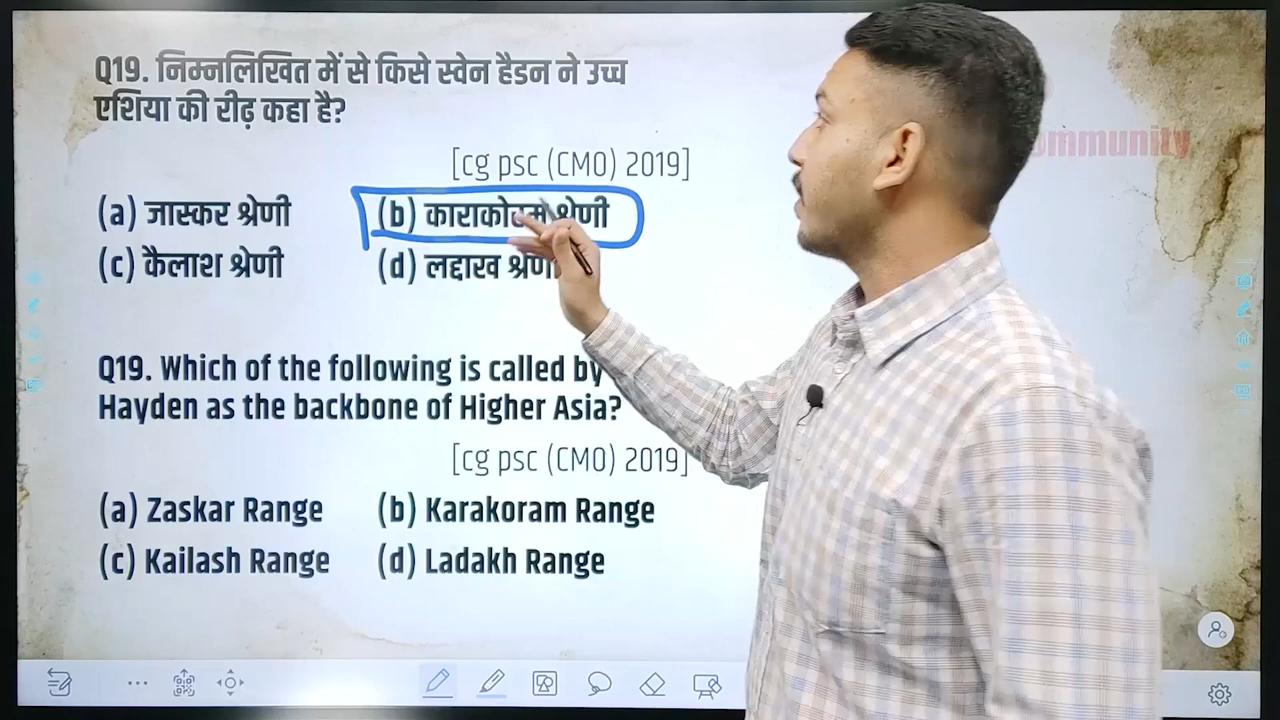 Q19. निम्नलिखित में से किसे स्वेन हैडन ने उच्च
एशिया की रीढ़ कहा है?
[cg psc (CMO) 2019]
(a) जास्कर श्रेणी (b) काराकोरम श्रेणी
(c) कैलाश श्रेणी (d) लद्दाख श्रेणी
Q19. Which of the following is called by
Hayden as the backbone of Higher Asia?
[cg psc (CMO) 2019]
(a) Zaskar Range (b) Karakoram Range
(c) Kailash Range (d) Ladakh Range